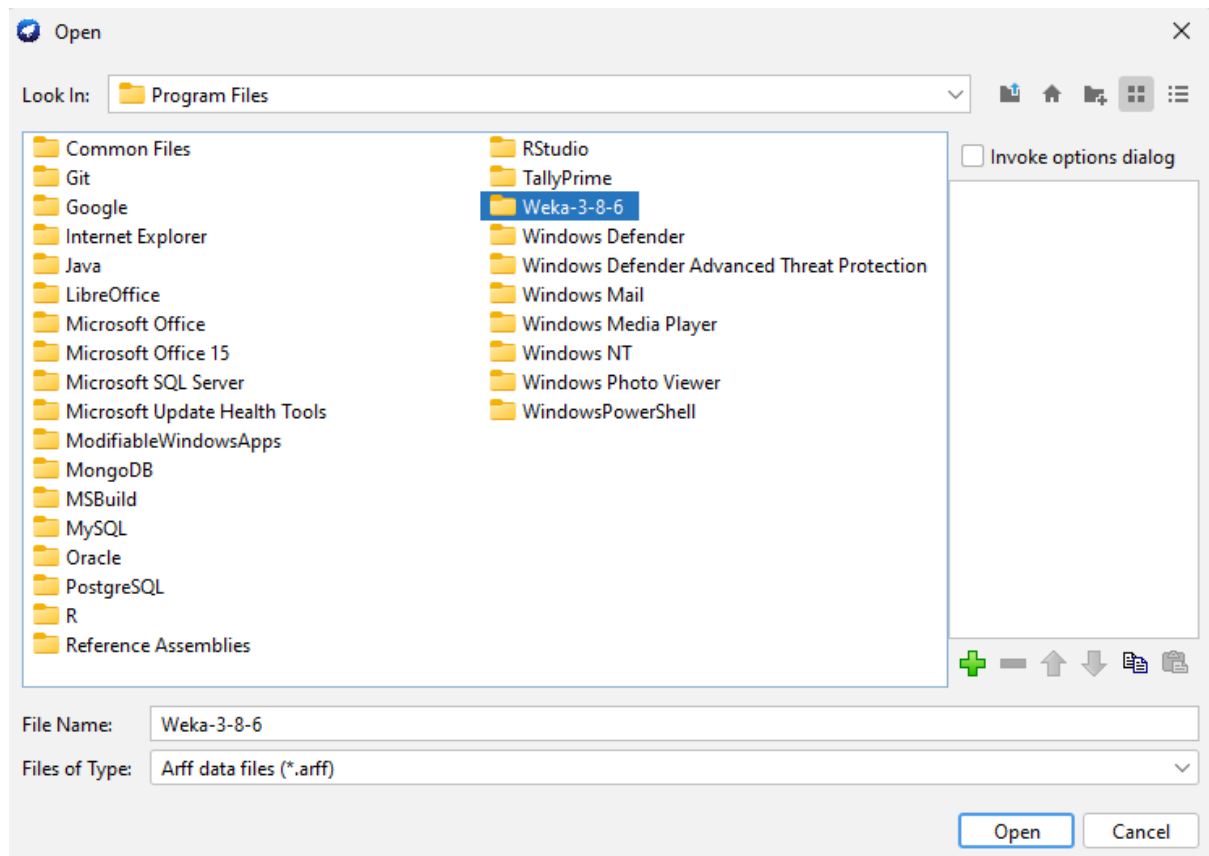 Open
Look In: Program Files
Common Files
Git
Google
Internet Explorer
Java
LibreOffice
Microsoft Office
Microsoft Office 15
Microsoft SQL Server
Microsoft Update Health Tools
ModifiableWindowsApps
MongoDB
MSBuild
MySQL
Oracle
PostgreSQL
R
Reference Assemblies
RStudio
TallyPrime
Weka-3-8-6
Windows Defender
Windows Defender Advanced Threat Protection
Windows Mail
Windows Media Player
Windows NT
Windows Photo Viewer
WindowsPowerShell
Invoke options dialog
File Name: Weka-3-8-6
Files of Type: Arff data files (*.arff)
Open Cancel